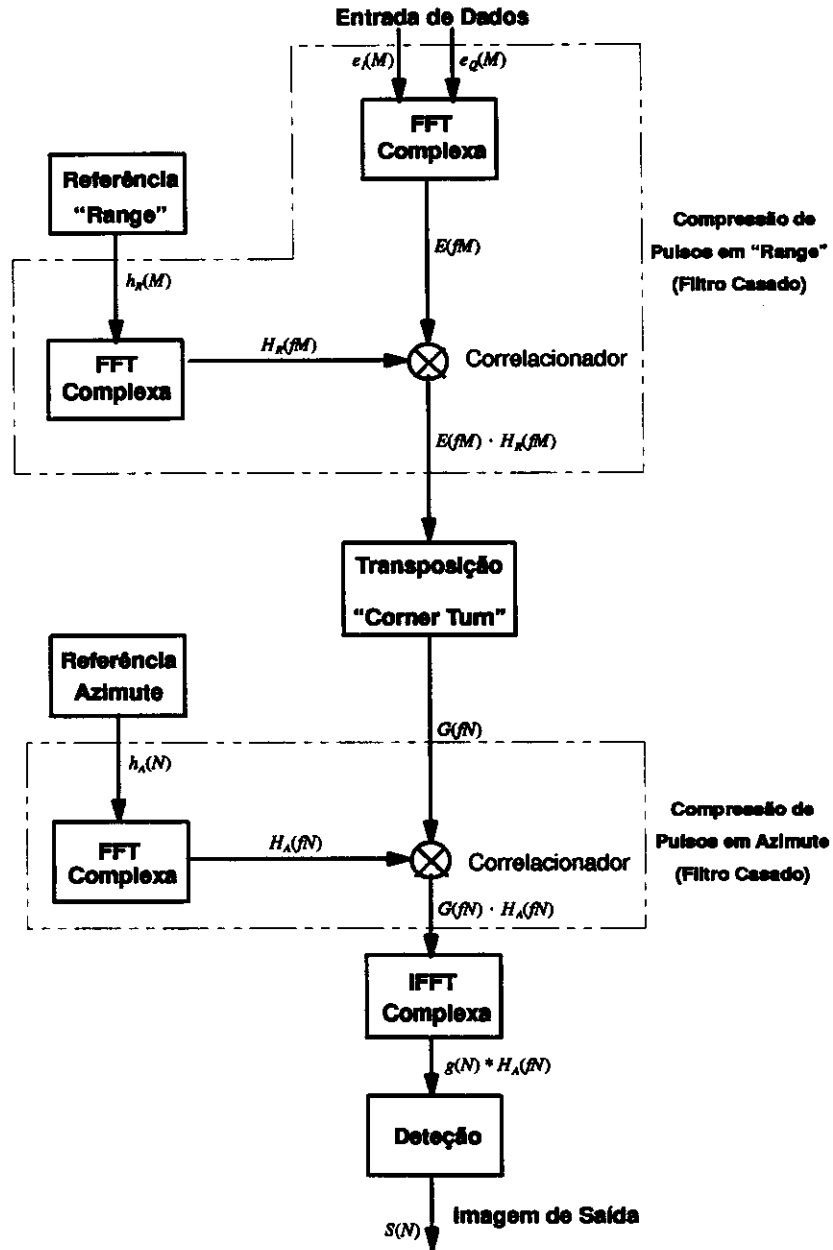 Entrada de Dados
e_I(M)
e_Q(M)
FFT
Complexa
Referência
“Range”
Compressão de
Pulsos em “Range”
(Filtro Casado)
E(fM)
h_R(M)
FFT
Complexa
H_R(fM)
Correlacionador
E(fM) · H_R(fM)
Transposição
“Corner Turn”
Referência
Azimute
G(fN)
h_A(N)
Compressão de
Pulsos em Azimute
(Filtro Casado)
FFT
Complexa
H_A(fN)
Correlacionador
G(fN) · H_A(fN)
IFFT
Complexa
g(N) * H_A(fN)
Deteção
Imagem de Saída
S(N)